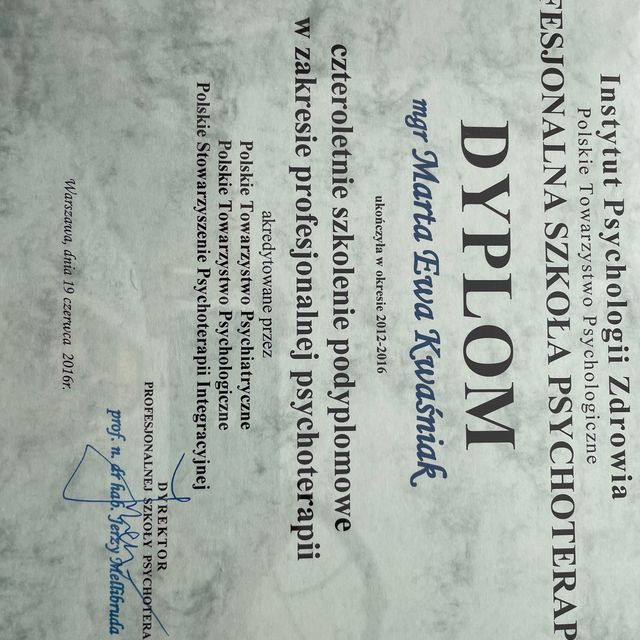 Instytut Psychologii Zdrowia
Polskie Towarzystwo Psychologiczne
FESJONALNA SZKOŁA PSYCHOTERAP
DYPLOM
mgr Marta Ewa Kwaśniak
ukończyła w okresie 2012-2016
czteroletnie szkolenie podyplomowe
w zakresie profesjonalnej psychoterapii
akredytowane przez
Polskie Towarzystwo Psychiatryczne
Polskie Towarzystwo Psychologiczne
Polskie Stowarzyszenie Psychoterapii Integracyjnej
DYREKTOR
PROFESJONALNEJ SZKOŁY PSYCHOTERA
prof. n. dr hab. Jerzy Mellibruda
Warszawa, dnia 19 czerwca 2016r.